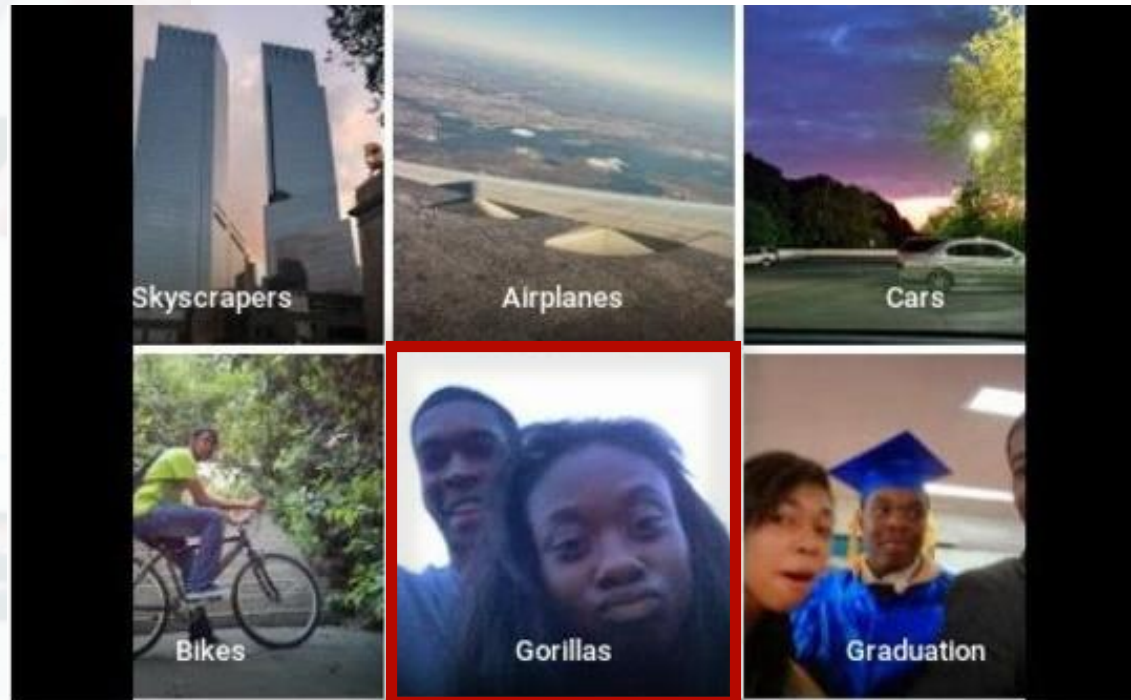 Skyscrapers
Airplanes
Cars
Bikes
Gorillas
Graduation